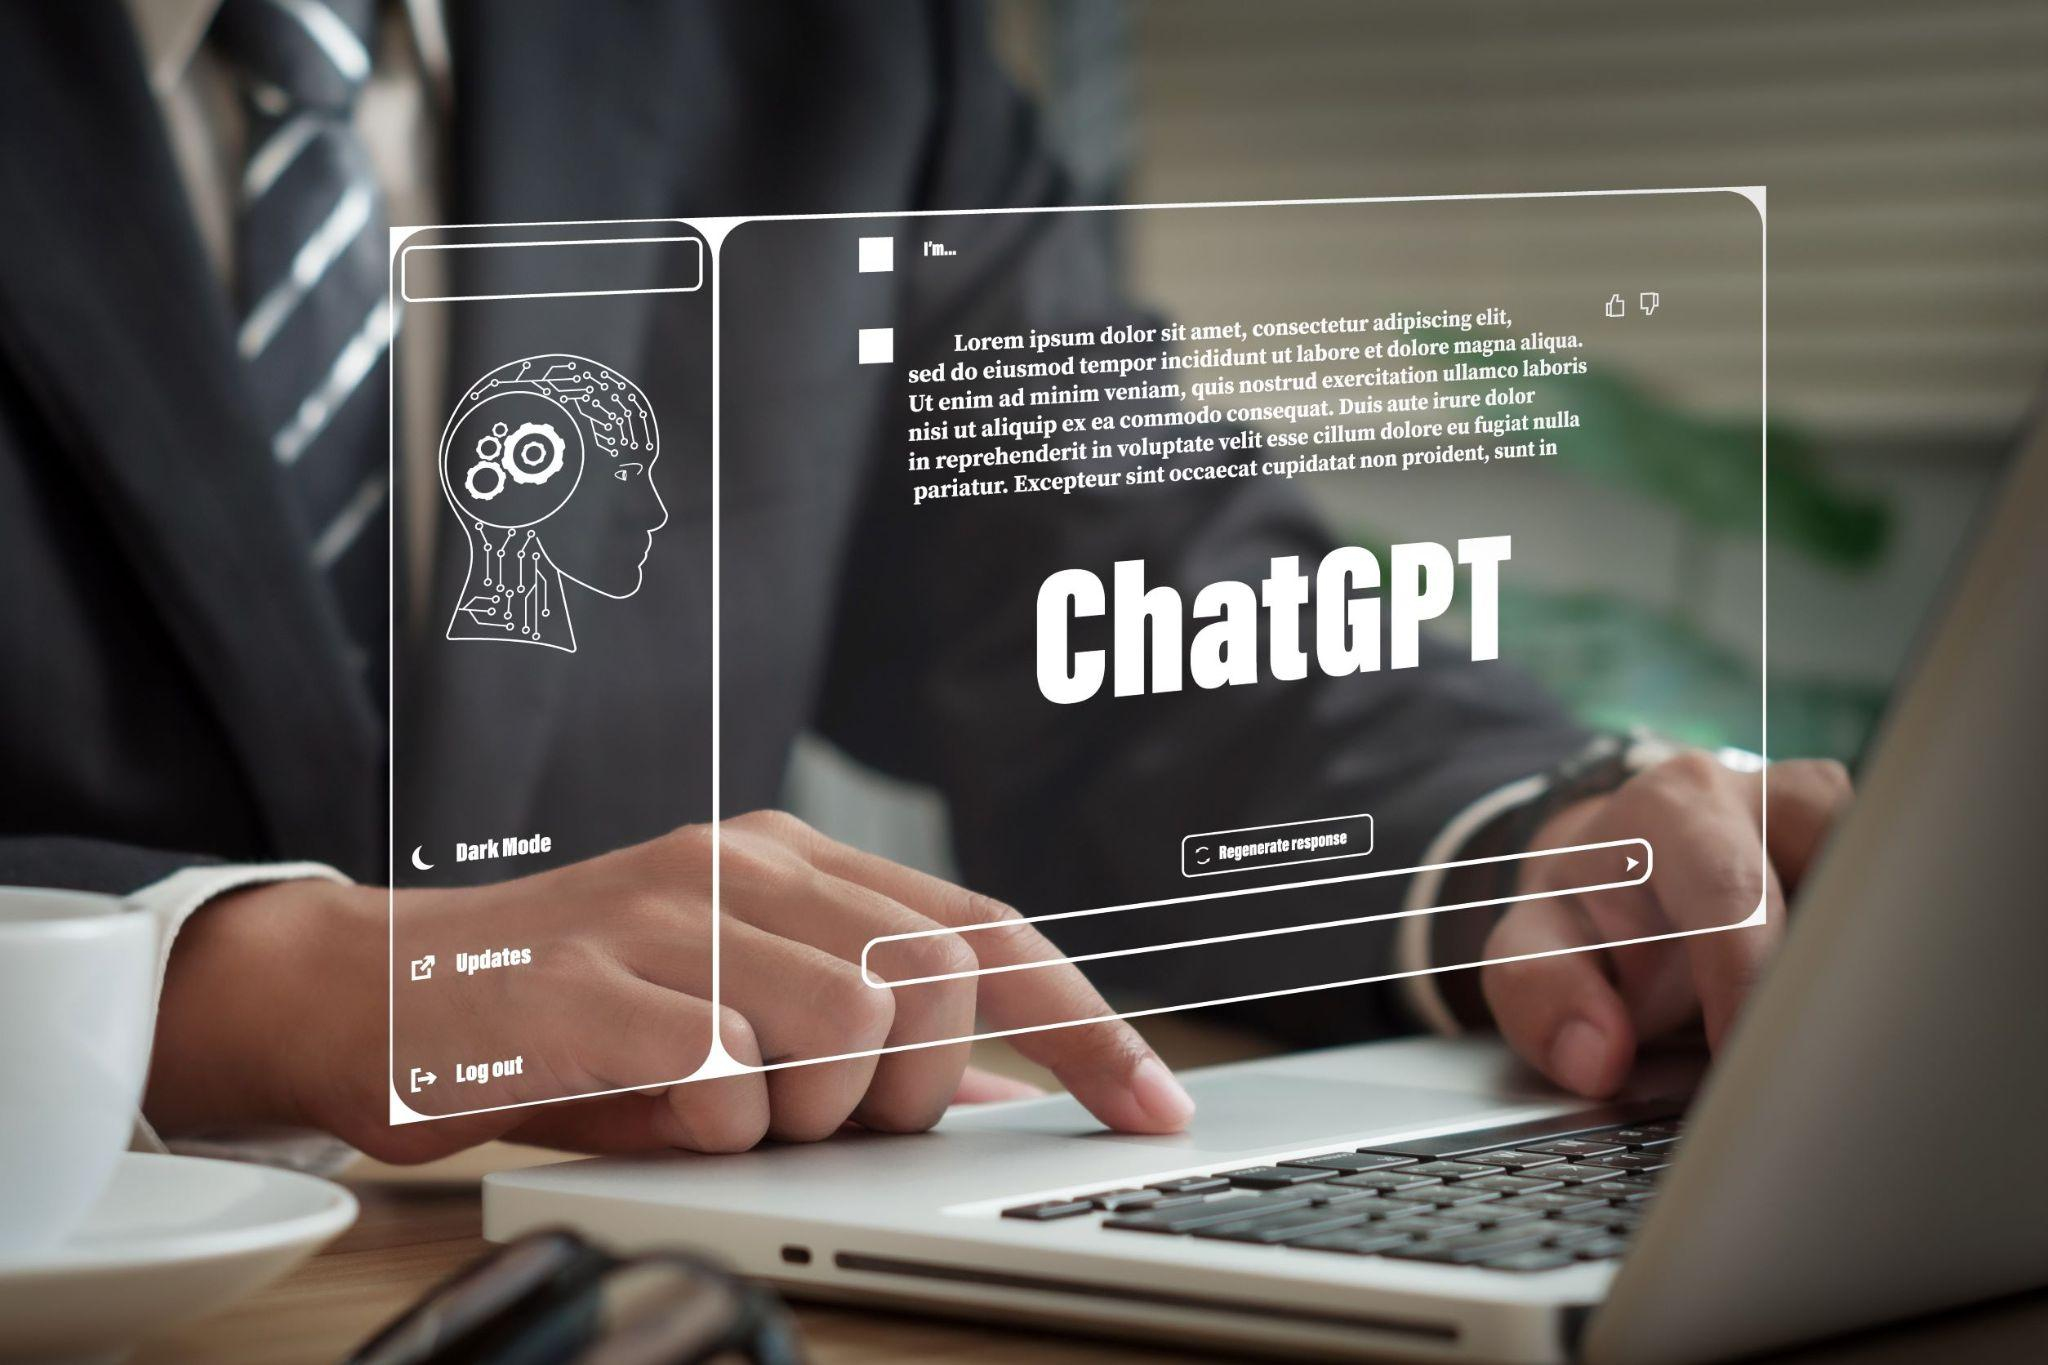 I'm...
Lorem ipsum dolor sit amet, consectetur adipiscing elit,
sed do eiusmod tempor incididunt ut labore et dolore magna aliqua.
Ut enim ad minim veniam, quis nostrud exercitation ullamco laboris
nisi ut aliquip ex ea commodo consequat. Duis aute irure dolor
in reprehenderit in voluptate velit esse cillum dolore eu fugiat nulla
pariatur. Excepteur sint occaecat cupidatat non proident, sunt in
ChatGPT
Regenerate response
Dark Mode
Updates
Log out